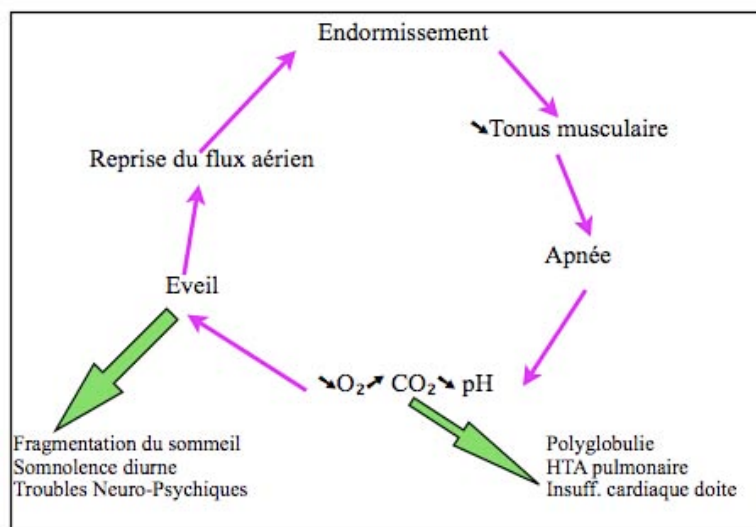 Endormissement
➘Tonus musculaire
Reprise du flux aérien
Apnée
Eveil
➘O₂➚ CO₂➘ pH
Fragmentation du sommeil
Somnolence diurne
Troubles Neuro-Psychiques
Polyglobulie
HTA pulmonaire
Insuff. cardiaque doite